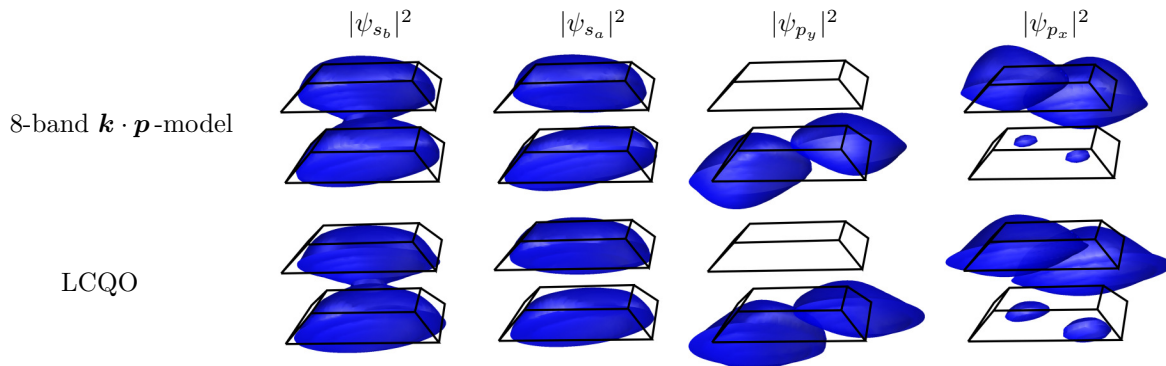 |ψ_{s_b}|² |ψ_{s_a}|² |ψ_{p_y}|² |ψ_{p_x}|²
8-band k · p -model
LCQO